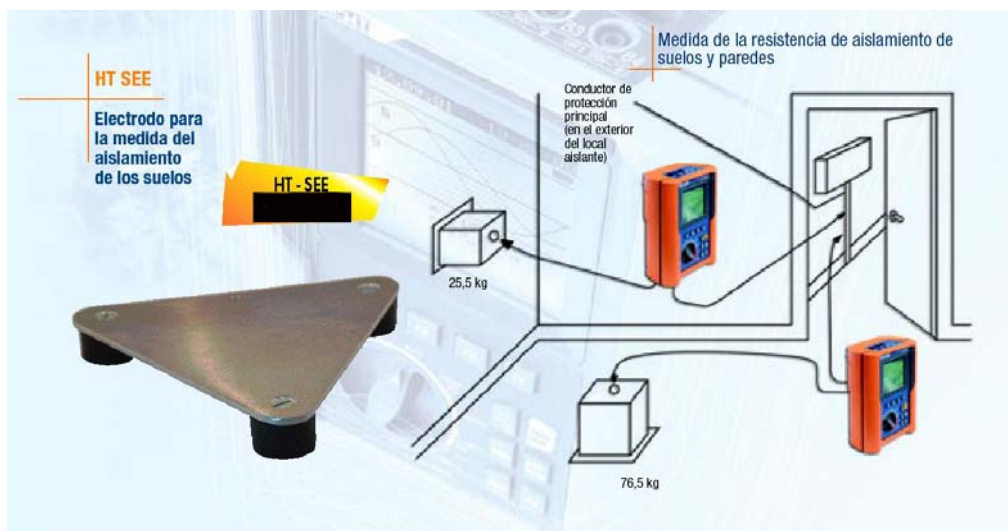 HT SEE
Electrodo para
la medida del
aislamiento
de los suelos
HT - SEE
Medida de la resistencia de aislamiento de
suelos y paredes
Conductor de
protección
principal
(en el exterior
del local
aislante)
25,5 kg
76,5 kg